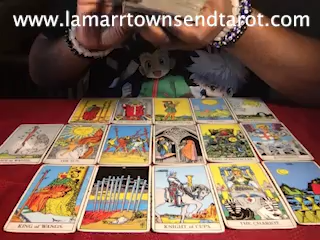 www.lamarrtownsendtarot.com
KING of WANDS.
KNIGHT of CUPS.
THE CHARIOT.